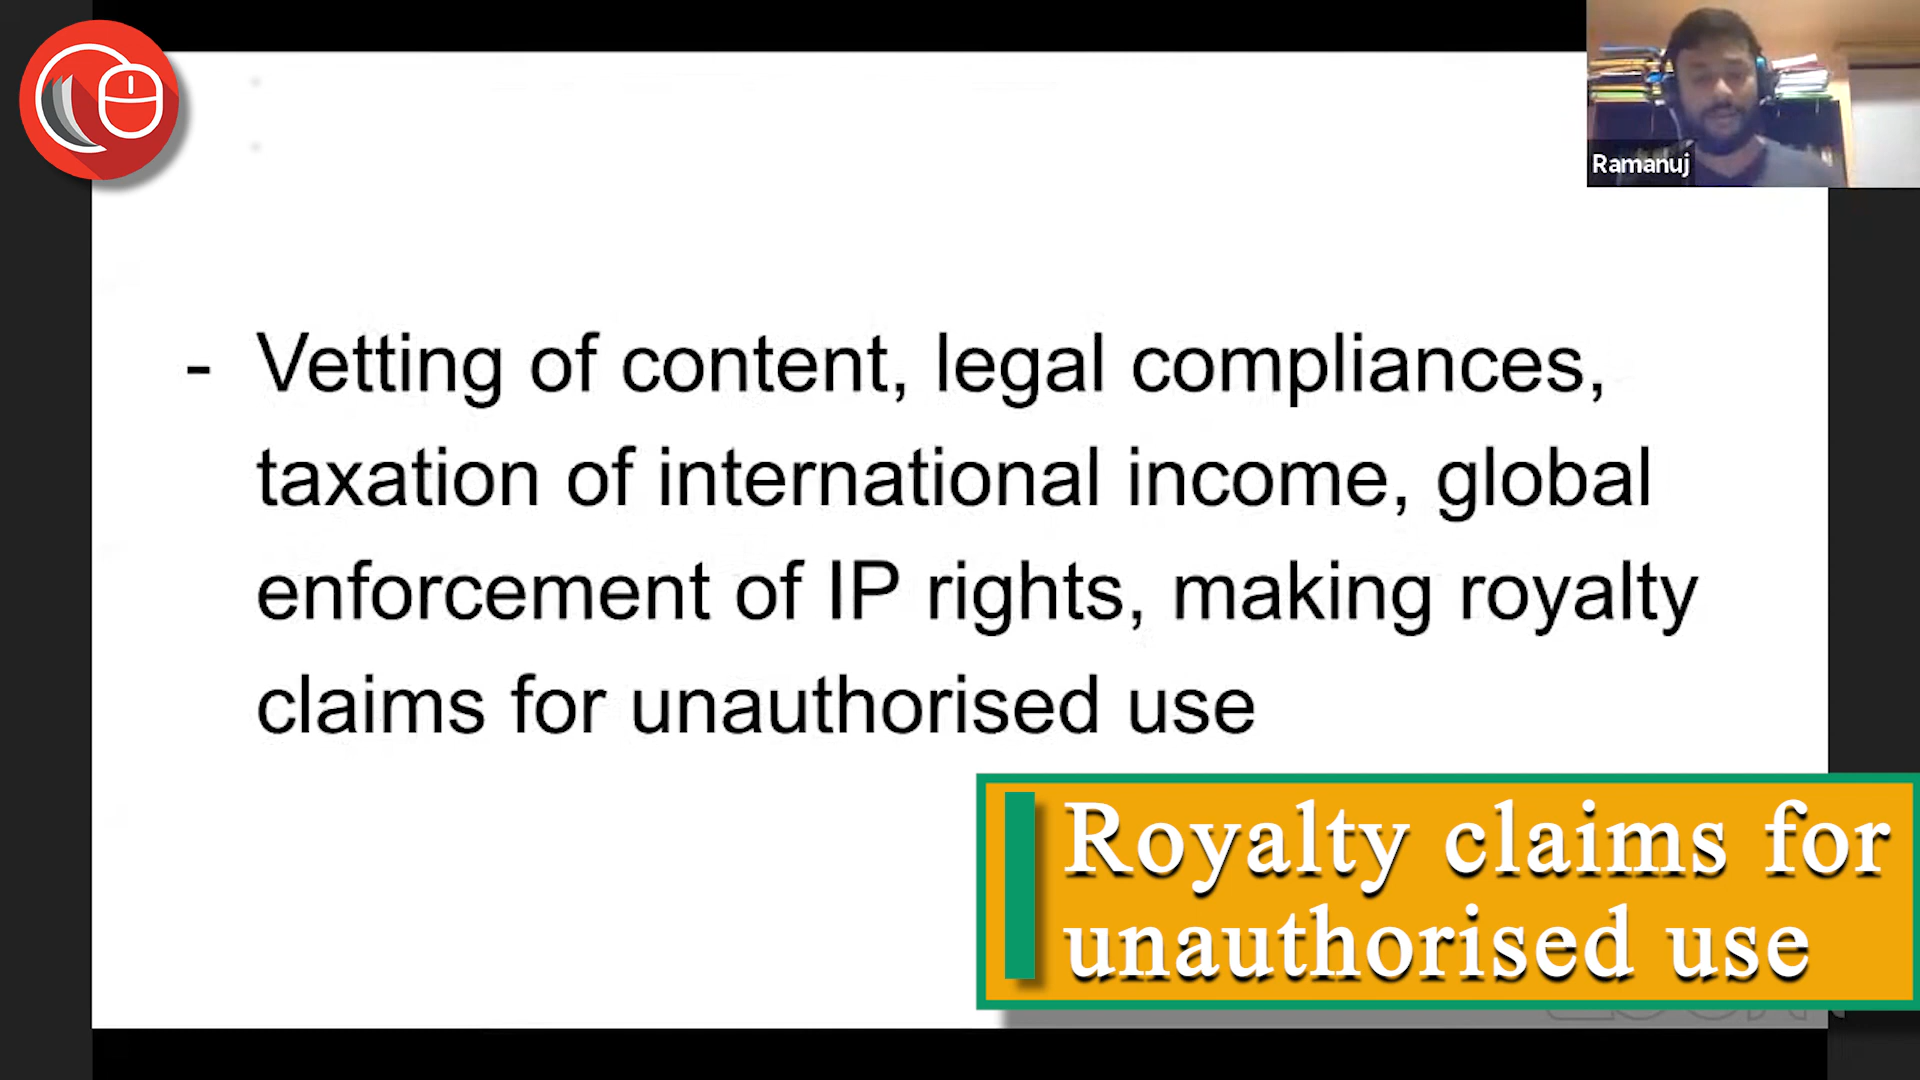 Ramanuj
- Vetting of content, legal compliances,
taxation of international income, global
enforcement of IP rights, making royalty
claims for unauthorised use
Royalty claims for
unauthorised use